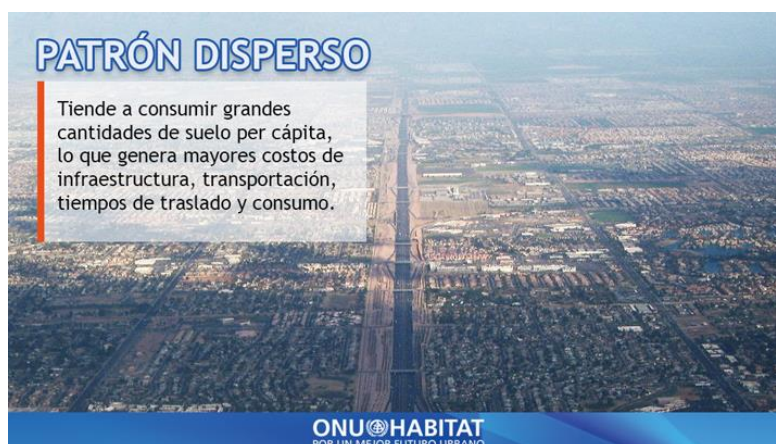 PATRÓN DISPERSO
Tiende a consumir grandes
cantidades de suelo per cápita,
lo que genera mayores costos de
infraestructura, transportación,
tiempos de traslado y consumo.
ONU HABITAT
POR UN MEJOR FUTURO URBANO